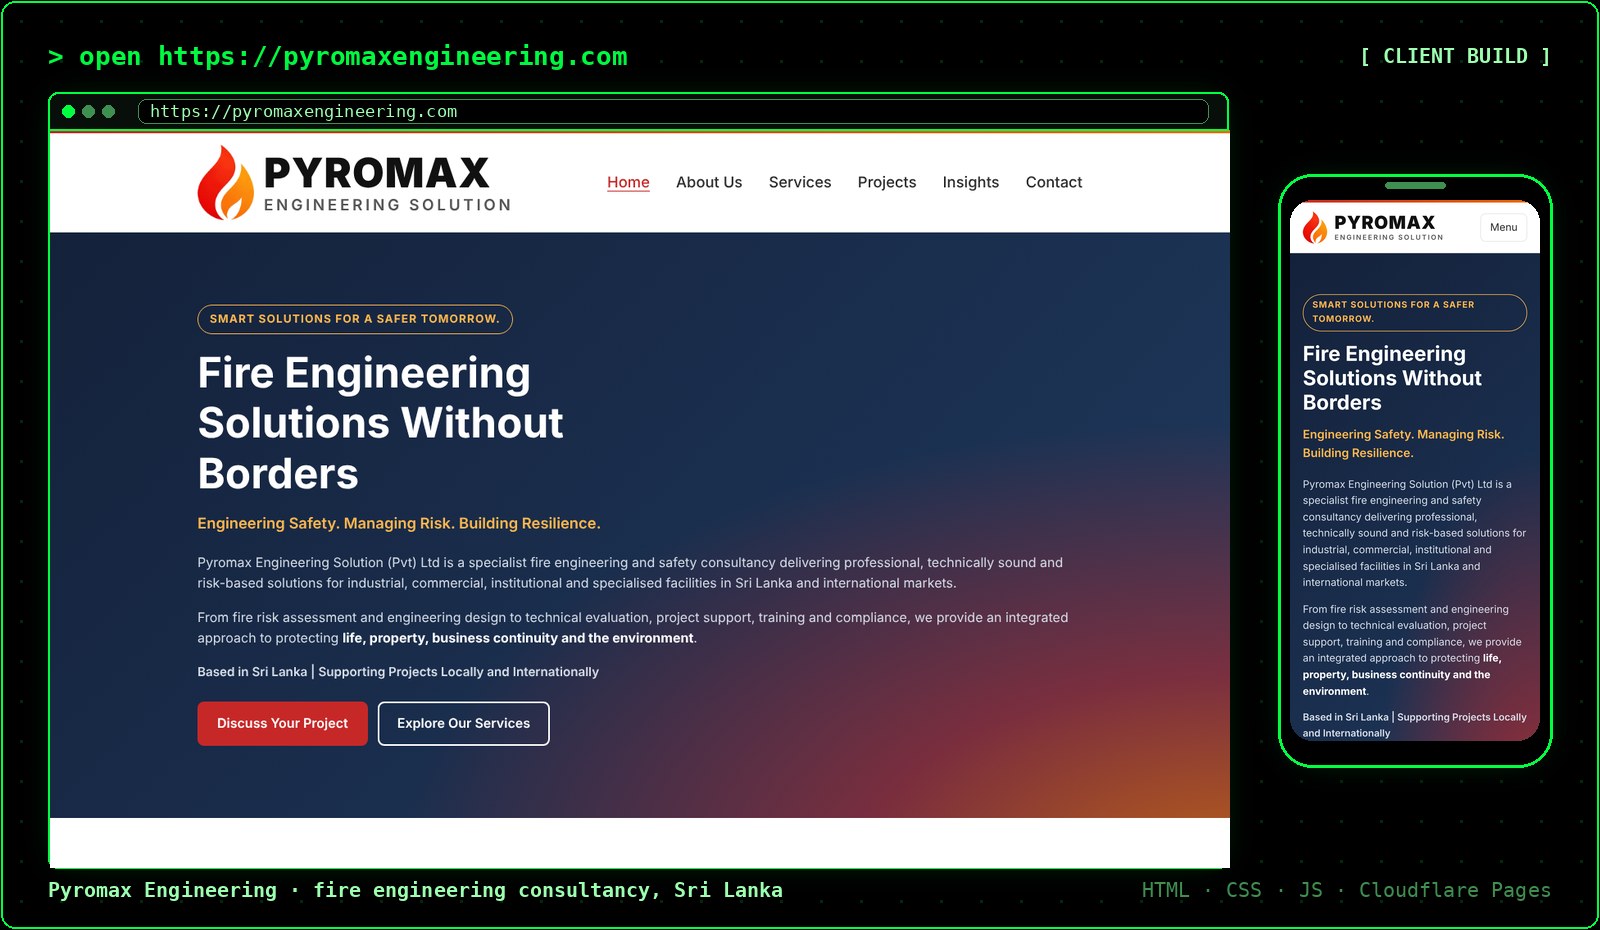 > open https://pyromaxengineering.com
[ CLIENT BUILD ]
https://pyromaxengineering.com
PYROMAX
ENGINEERING SOLUTION
Home About Us Services Projects Insights Contact
SMART SOLUTIONS FOR A SAFER TOMORROW.
Fire Engineering
Solutions Without
Borders
Engineering Safety. Managing Risk. Building Resilience.
Pyromax Engineering Solution (Pvt) Ltd is a specialist fire engineering and safety consultancy delivering professional, technically sound and
risk-based solutions for industrial, commercial, institutional and specialised facilities in Sri Lanka and international markets.
From fire risk assessment and engineering design to technical evaluation, project support, training and compliance, we provide an integrated
approach to protecting life, property, business continuity and the environment.
Based in Sri Lanka | Supporting Projects Locally and Internationally
Discuss Your Project Explore Our Services
PYROMAX
ENGINEERING SOLUTION
Menu
SMART SOLUTIONS FOR A SAFER
TOMORROW.
Fire Engineering
Solutions Without
Borders
Engineering Safety. Managing Risk.
Building Resilience.
Pyromax Engineering Solution (Pvt) Ltd is a
specialist fire engineering and safety
consultancy delivering professional,
technically sound and risk-based solutions for
industrial, commercial, institutional and
specialised facilities in Sri Lanka and
international markets.
From fire risk assessment and engineering
design to technical evaluation, project
support, training and compliance, we provide
an integrated approach to protecting life,
property, business continuity and the
environment.
Based in Sri Lanka | Supporting Projects Locally
and Internationally
Pyromax Engineering · fire engineering consultancy, Sri Lanka
HTML · CSS · JS · Cloudflare Pages